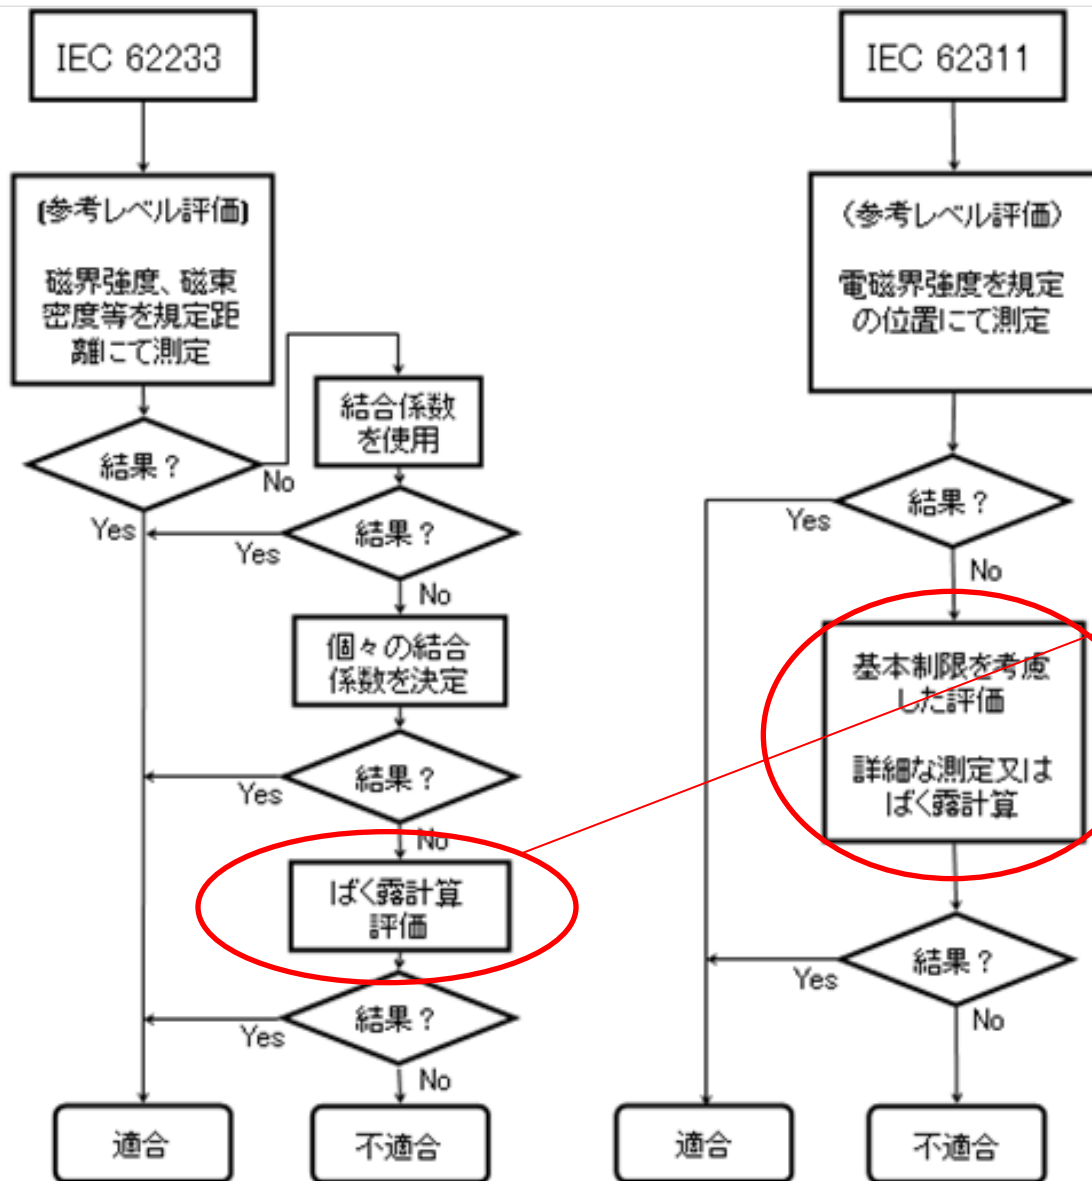 IEC 62233
[参考レベル評価]
磁界強度、磁束
密度等を規定距
離にて測定
結果？
No
Yes
結合係数
を使用
結果？
Yes
No
個々の結合
係数を決定
結果？
Yes
No
ばく露計算
評価
結果？
Yes
No
適合
不適合
IEC 62311
〈参考レベル評価〉
電磁界強度を規定
の位置にて測定
結果？
Yes
No
基本制限を考慮
した評価
詳細な測定又は
ばく露計算
結果？
Yes
No
適合
不適合